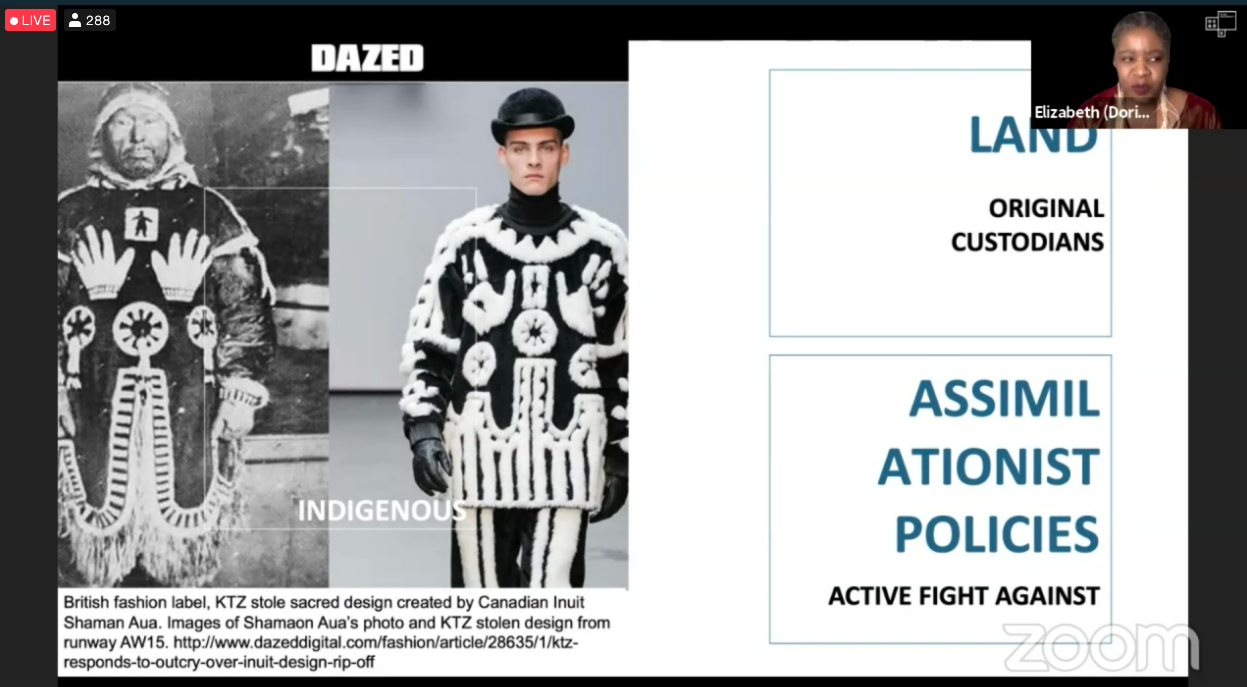 LIVE
288
DAZED
Elizabeth (Dori...
LAND
ORIGINAL
CUSTODIANS
INDIGENOUS
ASSIMIL
ATIONIST
POLICIES
ACTIVE FIGHT AGAINST
British fashion label, KTZ stole sacred design created by Canadian Inuit
Shaman Aua. Images of Shamaon Aua's photo and KTZ stolen design from
runway AW15. http://www.dazeddigital.com/fashion/article/28635/1/ktz-
responds-to-outcry-over-inuit-design-rip-off
zoom